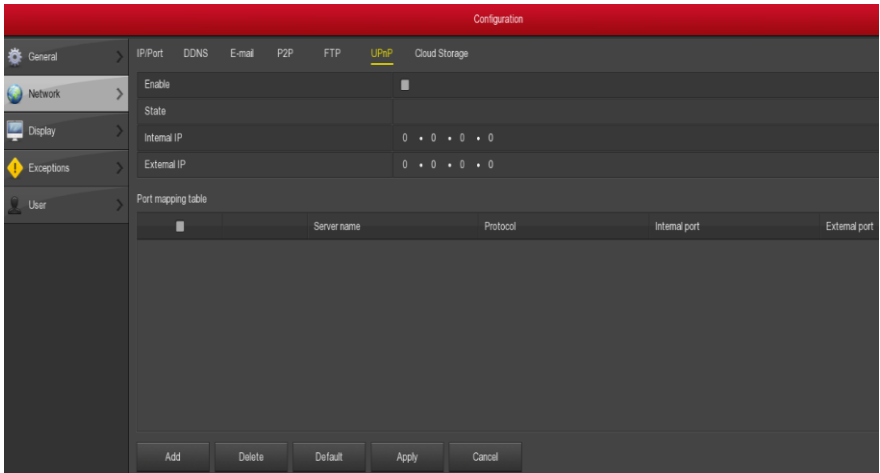 Configuration
General
Network
Display
Exceptions
User
IP/Port DDNS E-mail P2P FTP UPnP Cloud Storage
Enable
State
Internal IP 0 • 0 • 0 • 0
External IP 0 • 0 • 0 • 0
Port mapping table
Server name Protocol Internal port External port
Add Delete Default Apply Cancel